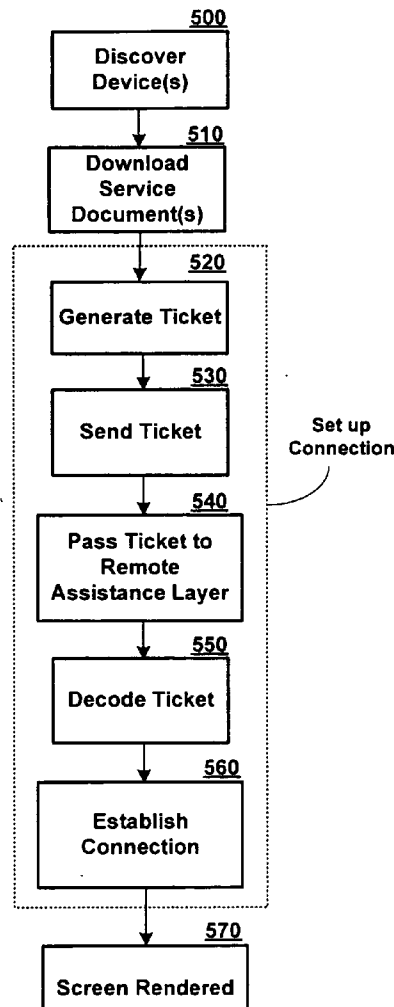 500
Discover
Device(s)
510
Download
Service
Document(s)
520
Generate Ticket
530
Send Ticket
Set up
Connection
540
Pass Ticket to
Remote
Assistance Layer
550
Decode Ticket
560
Establish
Connection
570
Screen Rendered